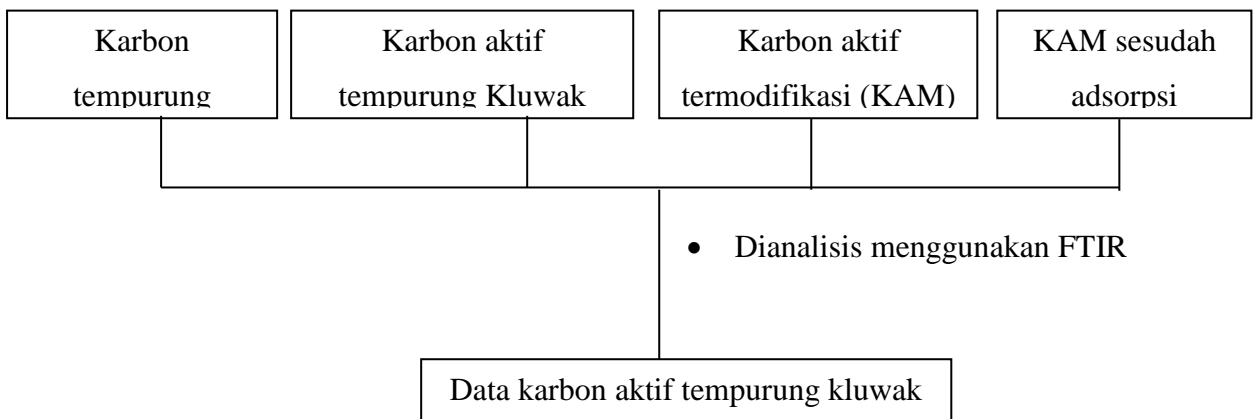 Karbon
tempurung
Karbon aktif
tempurung Kluwak
Karbon aktif
termodifikasi (KAM)
KAM sesudah
adsorpsi
• Dianalisis menggunakan FTIR
Data karbon aktif tempurung kluwak